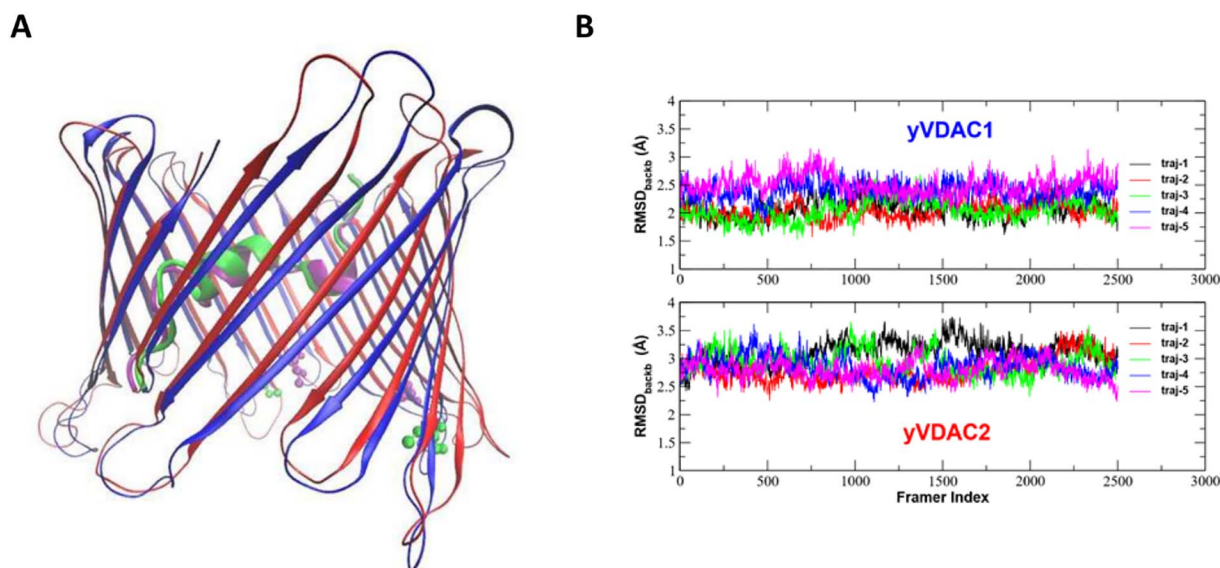 A
B
yVDAC1
RMSD_backb (Å)
4
3.5
3
2.5
2
1.5
1
0 500 1000 1500 2000 2500 3000
traj-1
traj-2
traj-3
traj-4
traj-5
yVDAC2
RMSD_backb (Å)
4
3.5
3
2.5
2
1.5
1
0 500 1000 1500 2000 2500 3000
traj-1
traj-2
traj-3
traj-4
traj-5
Framer Index